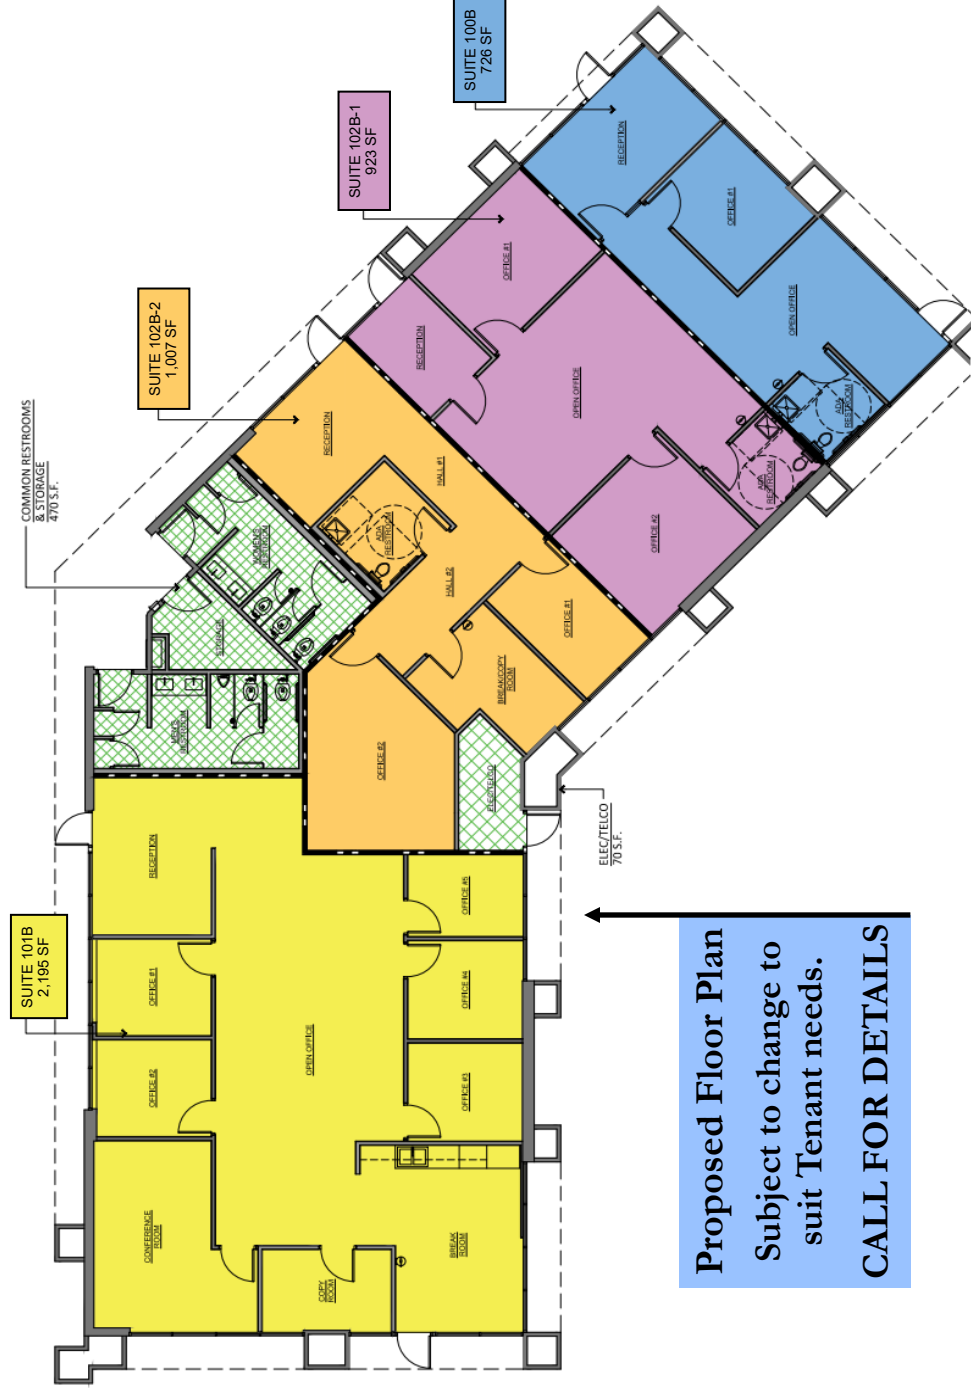 COMMON RESTROOMS
& STORAGE
470 S.F.
SUITE 102B-2
1,007 SF
SUITE 102B-1
923 SF
SUITE 100B
726 SF
SUITE 101B
2,195 SF
CONFERENCE
ROOM
OFFICE #2
OFFICE #1
RECEPTION
MEN'S
RESTROOM
STORAGE
WOMEN'S
RESTROOM
COPY
ROOM
OPEN OFFICE
BREAK
ROOM
OFFICE #3
OFFICE #4
OFFICE #5
ELEC/TELCO
ELEC/TELCO
70 S.F.
OFFICE #2
BREAK/COPY
ROOM
OFFICE #1
HALL #2
HALL #1
ADA
RESTROOM
RECEPTION
RECEPTION
OFFICE #1
OPEN OFFICE
OFFICE #2
ADA
RESTROOM
RECEPTION
OFFICE #1
OPEN OFFICE
ADA
RESTROOM
Proposed Floor Plan
Subject to change to
suit Tenant needs.
CALL FOR DETAILS